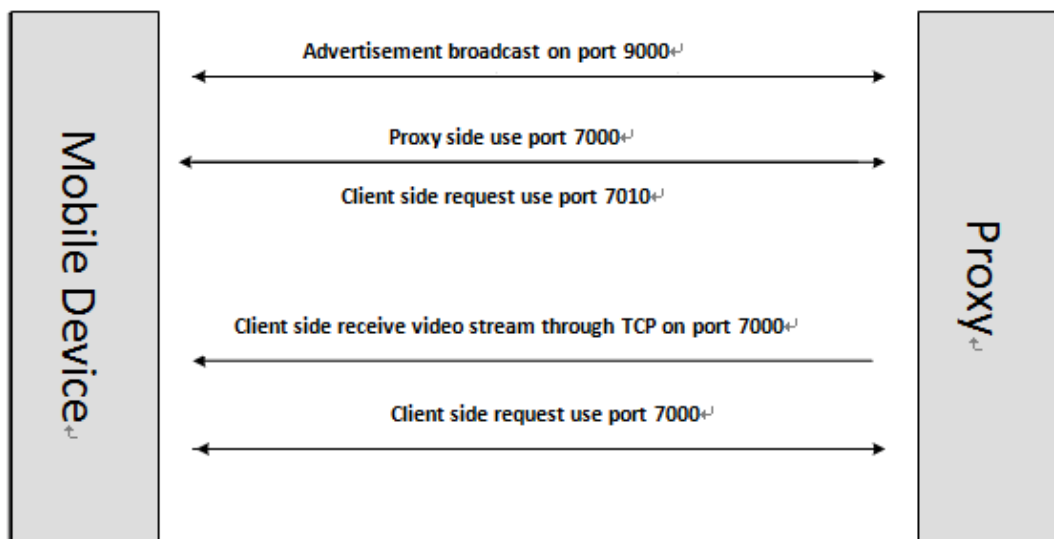 Advertisement broadcast on port 9000↵
Proxy side use port 7000↵
Client side request use port 7010↵
Client side receive video stream through TCP on port 7000↵
Client side request use port 7000↵
Mobile Device↵
Proxy↵